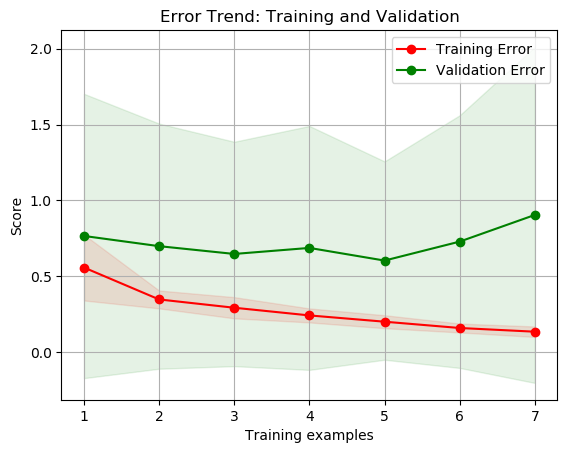 Error Trend: Training and Validation
Training Error
Validation Error
Score
2.0
1.5
1.0
0.5
0.0
1 2 3 4 5 6 7
Training examples